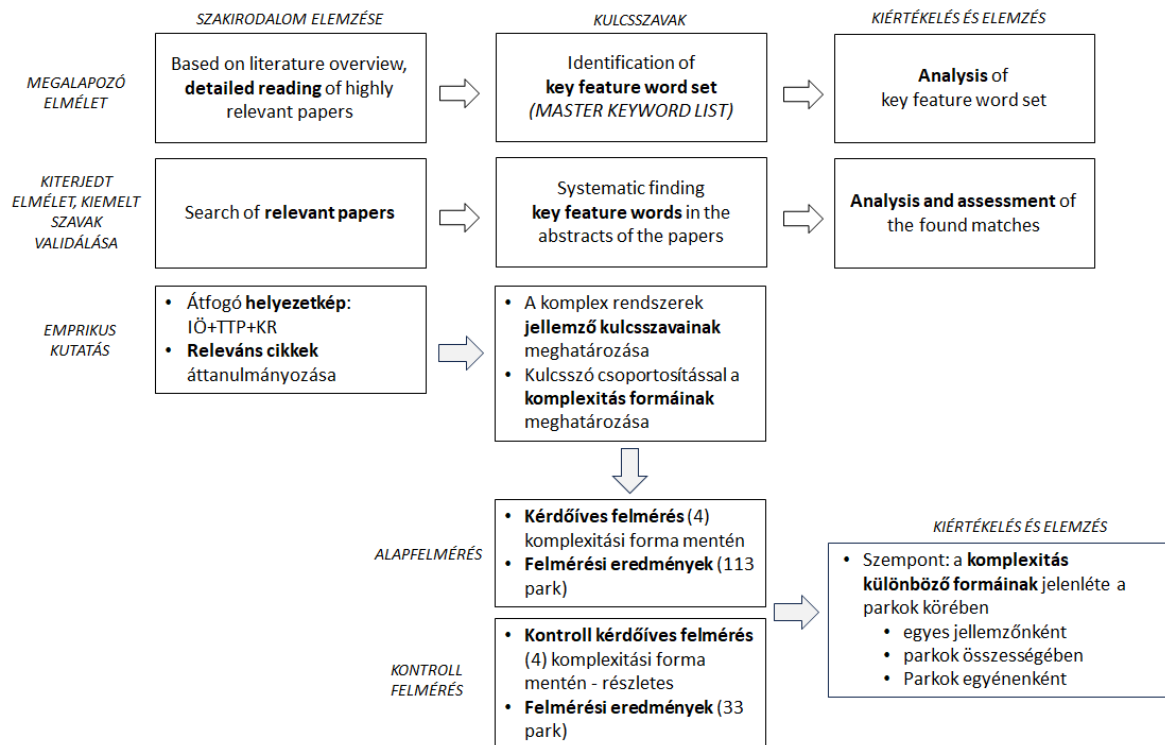 SZAKIRODALOM ELEMZÉSE
KULCSSZAVAK
KIÉRTÉKELÉS ÉS ELEMZÉS
MEGALAPOZÓ
ELMÉLET
Based on literature overview,
detailed reading of highly
relevant papers
Identification of
key feature word set
(MASTER KEYWORD LIST)
Analysis of
key feature word set
KITERJEDT
ELMÉLET, KIEMELT
SZAVAK
VALIDÁLÁSA
Search of relevant papers
Systematic finding
key feature words in the
abstracts of the papers
Analysis and assessment of
the found matches
EMPRIKUS
KUTATÁS
• Átfogó helyezetkép:
IÖ+TTP+KR
• Releváns cikkek
áttanulmányozása
• A komplex rendszerek
jellemző kulcsszavainak
meghatározása
• Kulcsszó csoportosítással a
komplexitás formáinak
meghatározása
ALAPFELMÉRÉS
• Kérdőíves felmérés (4)
komplexitási forma mentén
• Felmérési eredmények (113
park)
KONTROLL
FELMÉRÉS
• Kontroll kérdőíves felmérés
(4) komplexitási forma
mentén - részletes
• Felmérési eredmények (33
park)
KIÉRTÉKELÉS ÉS ELEMZÉS
• Szempont: a komplexitás
különböző formáinak jelenléte a
parkok körében
• egyes jellemzőnként
• parkok összességében
• Parkok egyénenként